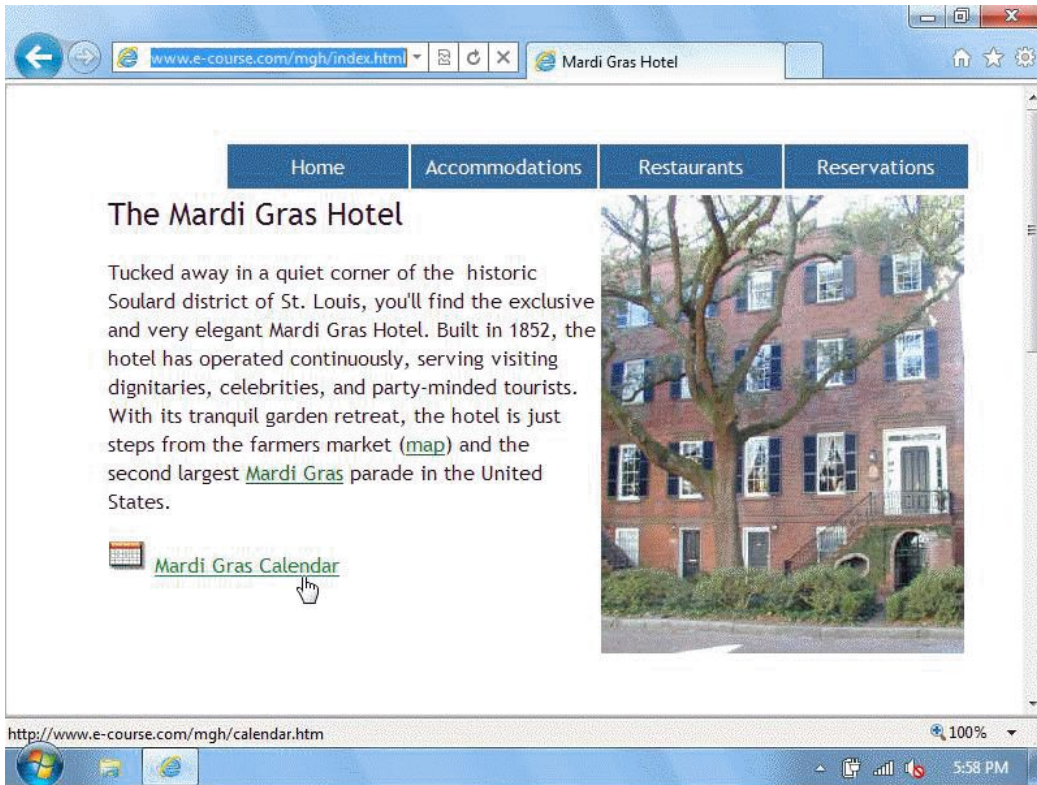 www.e-course.com/mgh/index.html
Mardi Gras Hotel
Home Accommodations Restaurants Reservations
The Mardi Gras Hotel
Tucked away in a quiet corner of the historic
Soulard district of St. Louis, you'll find the exclusive
and very elegant Mardi Gras Hotel. Built in 1852, the
hotel has operated continuously, serving visiting
dignitaries, celebrities, and party-minded tourists.
With its tranquil garden retreat, the hotel is just
steps from the farmers market (map) and the
second largest Mardi Gras parade in the United
States.
Mardi Gras Calendar
http://www.e-course.com/mgh/calendar.htm
100%
5:58 PM